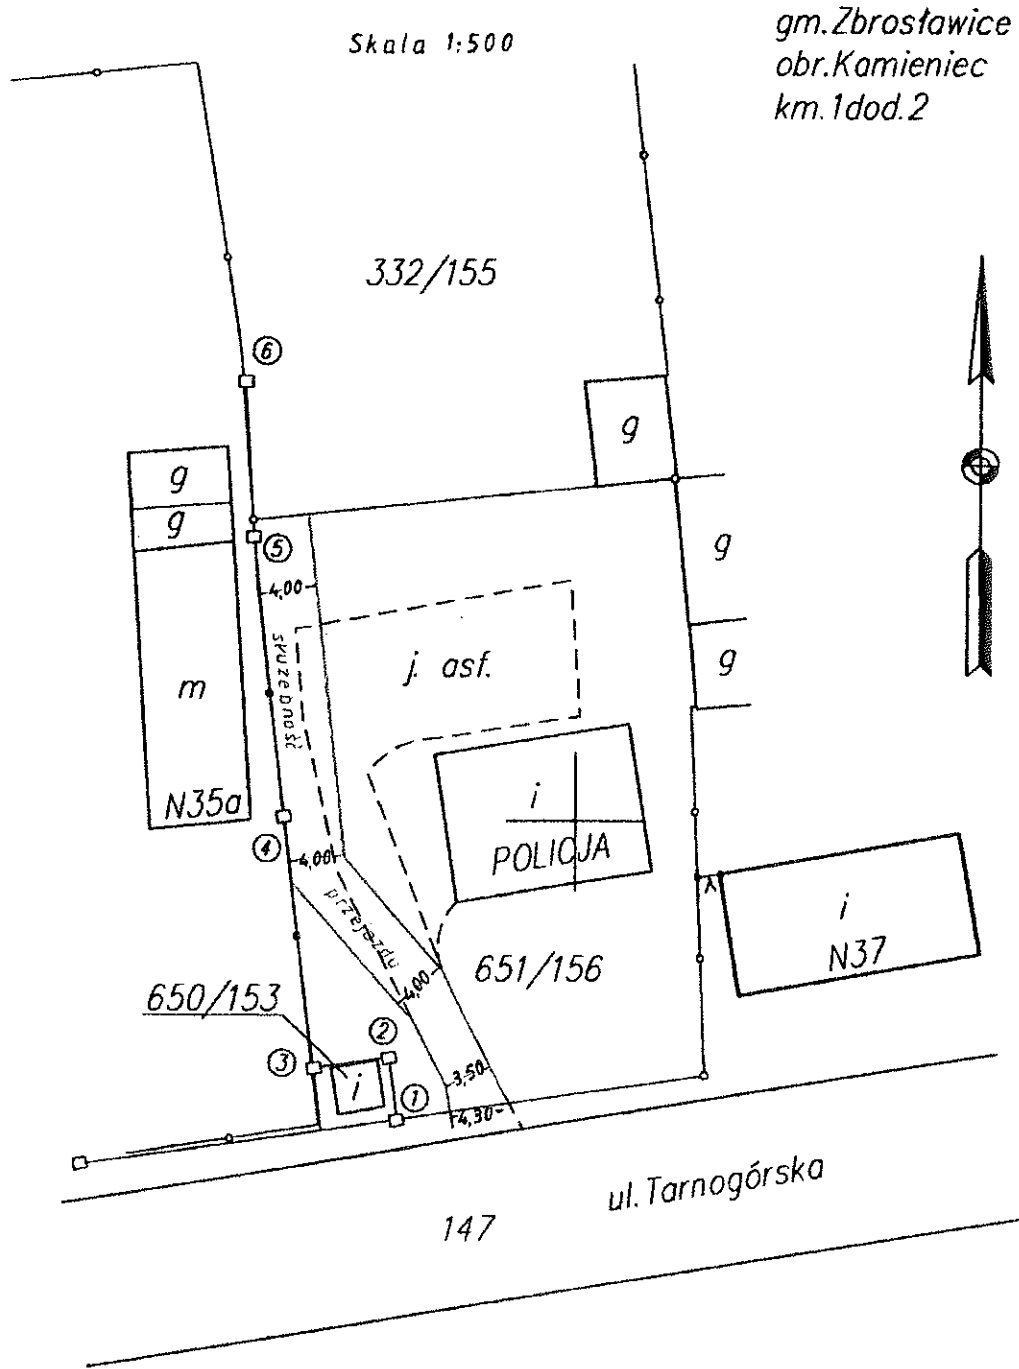 Skala 1:500
gm.Zbrosławice
obr.Kamieniec
km.1dod.2
332/155
6
g
g
g
5
g
4,00
służebność
j. asf.
g
m
i
N35a
POLICJA
4
4,00
przejazdu
i
N37
651/156
4,00
650/153
2
3
i
3,50
1
4,30
ul.Tarnogórska
147